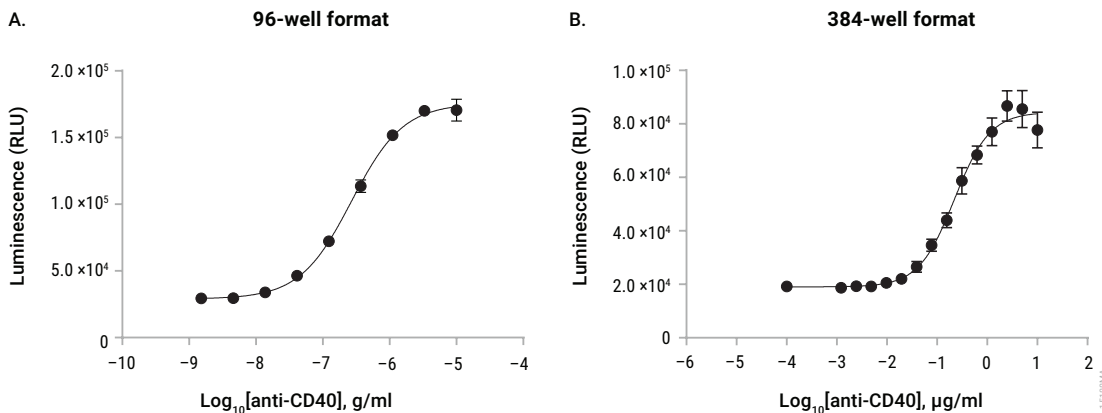 A.
96-well format
Luminescence (RLU)
2.0 ×10⁵
1.5 ×10⁵
1.0 ×10⁵
5.0 ×10⁴
0
−10 −9 −8 −7 −6 −5 −4
Log₁₀[anti-CD40], g/ml
B.
384-well format
Luminescence (RLU)
1.0 ×10⁵
8.0 ×10⁴
6.0 ×10⁴
4.0 ×10⁴
2.0 ×10⁴
0
−6 −5 −4 −3 −2 −1 0 1 2
Log₁₀[anti-CD40], µg/ml